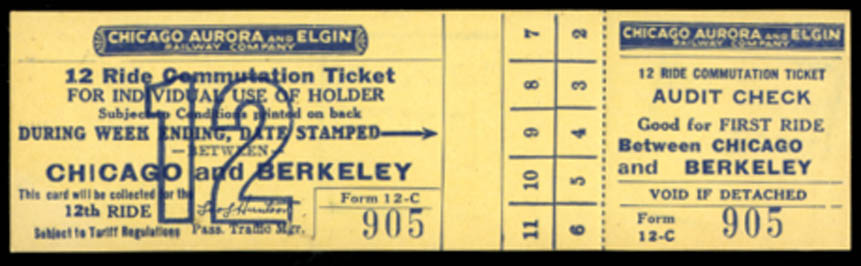 CHICAGO AURORA AND ELGIN
RAILWAY COMPANY
12 Ride Commutation Ticket
FOR INDIVIDUAL USE OF HOLDER
Subject to Conditions printed on back
DURING WEEK ENDING, DATE STAMPED
—BETWEEN—
CHICAGO and BERKELEY
This card will be collected for the
12th RIDE
Subject to Tariff Regulations
Pass. Traffic Mgr.
Form 12-C
905
12
7 2
8 3
9 4
10 5
11 6
CHICAGO AURORA AND ELGIN
RAILWAY COMPANY
12 RIDE COMMUTATION TICKET
AUDIT CHECK
Good for FIRST RIDE
Between CHICAGO
and BERKELEY
VOID IF DETACHED
Form
12-C
905